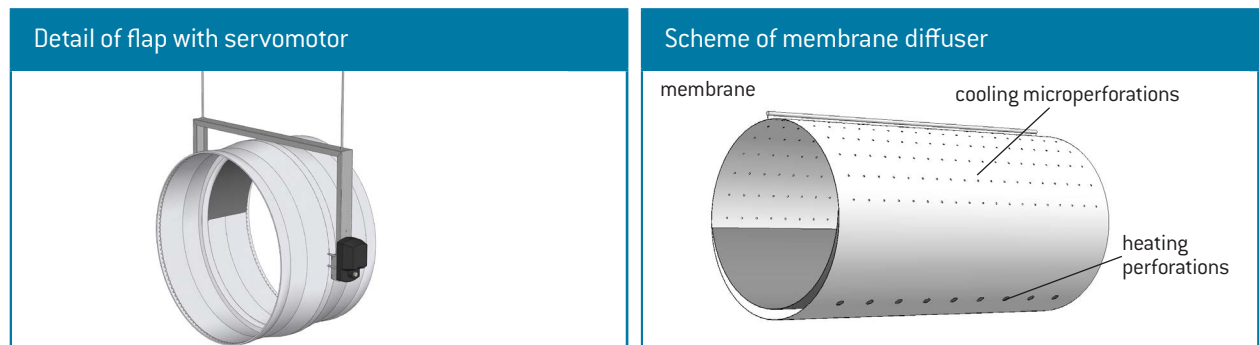 Detail of flap with servomotor
Scheme of membrane diffuser
membrane
cooling microperforations
heating
perforations